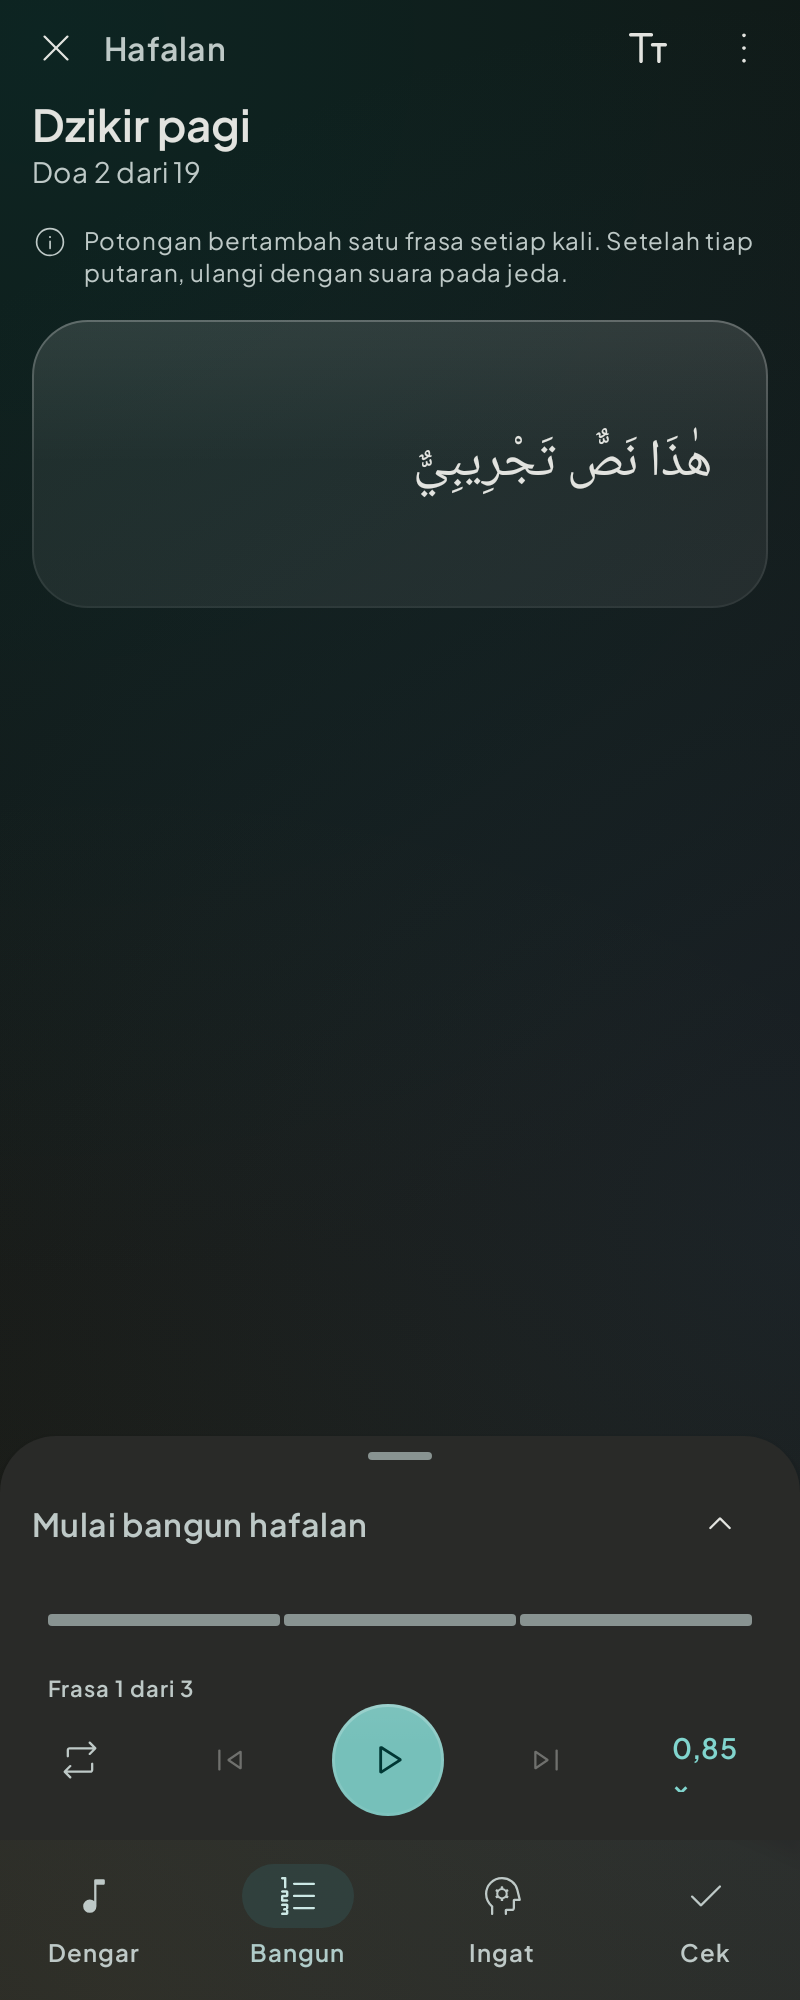 Hafalan
Dzikir pagi
Doa 2 dari 19
Potongan bertambah satu frasa setiap kali. Setelah tiap
putaran, ulangi dengan suara pada jeda.
هٰذَا نَصٌّ تَجْرِيبِيٌّ
Mulai bangun hafalan
Frasa 1 dari 3
0,85
Dengar
Bangun
Ingat
Cek